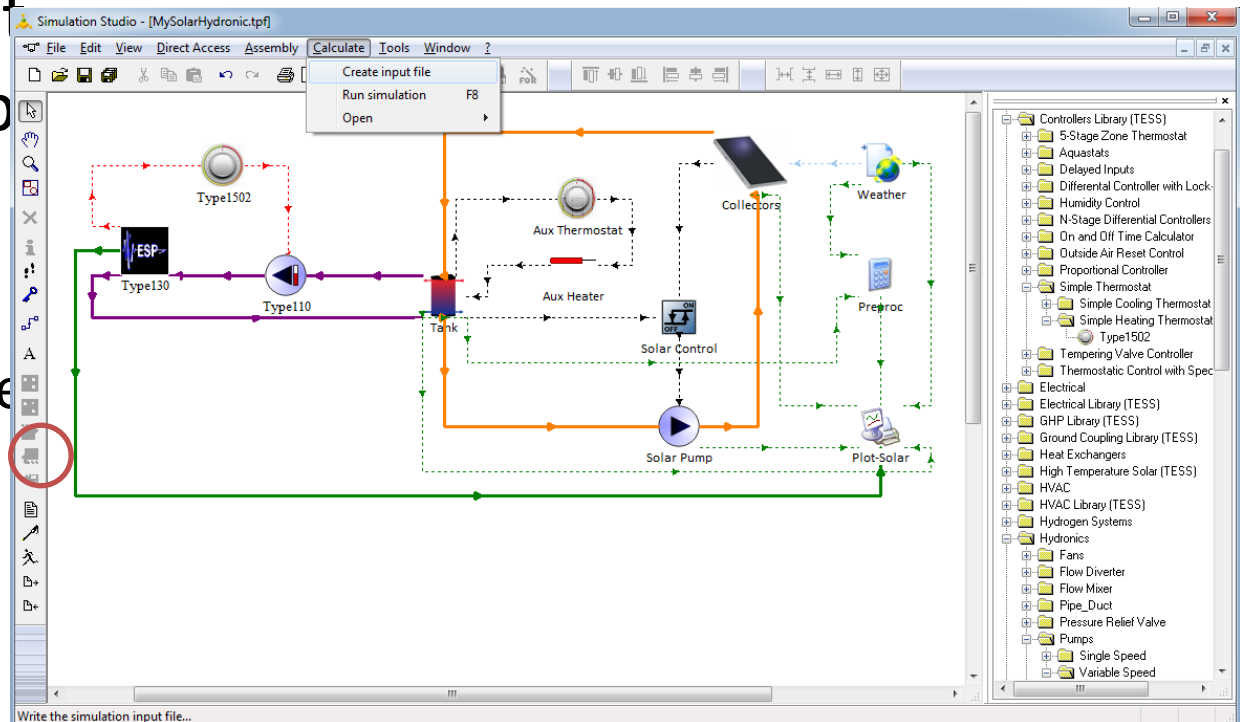 Simulation Studio - [MySolarHydronic.tpf]
File Edit View Direct Access Assembly Calculate Tools Window ?
Create input file
Run simulation F8
Open
FOR
Type1502
ESP-r
Type130
Type110
Tank
Aux Thermostat
Aux Heater
Collectors
Weather
Preproc
ON
OFF
Solar Control
Solar Pump
Plot-Solar
A
Controllers Library (TESS)
5-Stage Zone Thermostat
Aquastats
Delayed Inputs
Differental Controller with Lock-
Humidity Control
N-Stage Differential Controllers
On and Off Time Calculator
Outside Air Reset Control
Proportional Controller
Simple Thermostat
Simple Cooling Thermostat
Simple Heating Thermostat
Type1502
Tempering Valve Controller
Thermostatic Control with Spec
Electrical
Electrical Library (TESS)
GHP Library (TESS)
Ground Coupling Library (TESS)
Heat Exchangers
High Temperature Solar (TESS)
HVAC
HVAC Library (TESS)
Hydrogen Systems
Hydronics
Fans
Flow Diverter
Flow Mixer
Pipe_Duct
Pressure Relief Valve
Pumps
Single Speed
Variable Speed
Write the simulation input file...